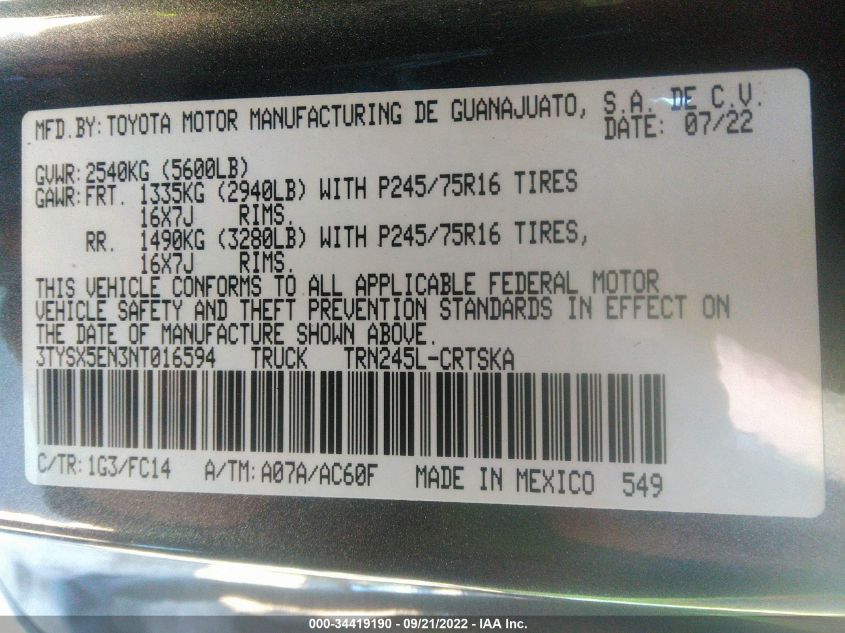 MFD.BY:TOYOTA MOTOR MANUFACTURING DE GUANAJUATO, S.A. DE C.V.
DATE: 07/22
GVWR:2540KG (5600LB)
GAWR:FRT. 1335KG (2940LB) WITH P245/75R16 TIRES
16X7J RIMS.
RR. 1490KG (3280LB) WITH P245/75R16 TIRES,
16X7J RIMS.
THIS VEHICLE CONFORMS TO ALL APPLICABLE FEDERAL MOTOR
VEHICLE SAFETY AND THEFT PREVENTION STANDARDS IN EFFECT ON
THE DATE OF MANUFACTURE SHOWN ABOVE.
3TYSX5EN3NT016594 TRUCK TRN245L-CRTSKA
C/TR:1G3/FC14 A/TM:A07A/AC60F MADE IN MEXICO 549
000-34419190 - 09/21/2022 - IAA Inc.